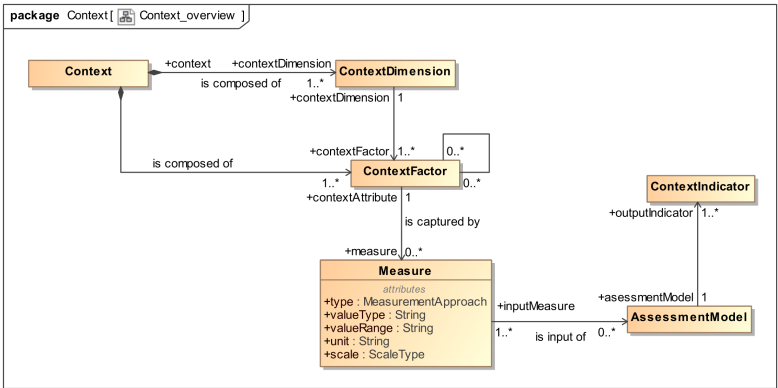 package Context [ Context_overview ]
Context
+context
+contextDimension
is composed of
1..*
ContextDimension
+contextDimension
1
is composed of
1..*
+contextFactor
1..*
0..*
ContextFactor
0..*
+contextAttribute
1
is captured by
+measure
0..*
Measure
attributes
+type : MeasurementApproach
+valueType : String
+valueRange : String
+unit : String
+scale : ScaleType
+inputMeasure
1..*
is input of
0..*
ContextIndicator
+outputIndicator
1..*
+asessmentModel
1
AssessmentModel